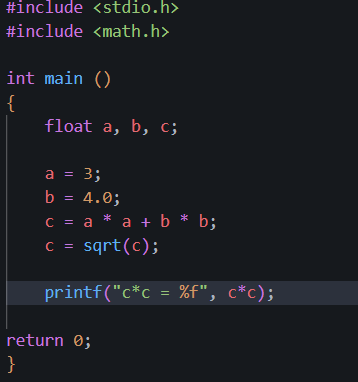 #include <stdio.h>
#include <math.h>

int main ()
{
    float a, b, c;

    a = 3;
    b = 4.0;
    c = a * a + b * b;
    c = sqrt(c);

    printf("c*c = %f", c*c);

return 0;
}